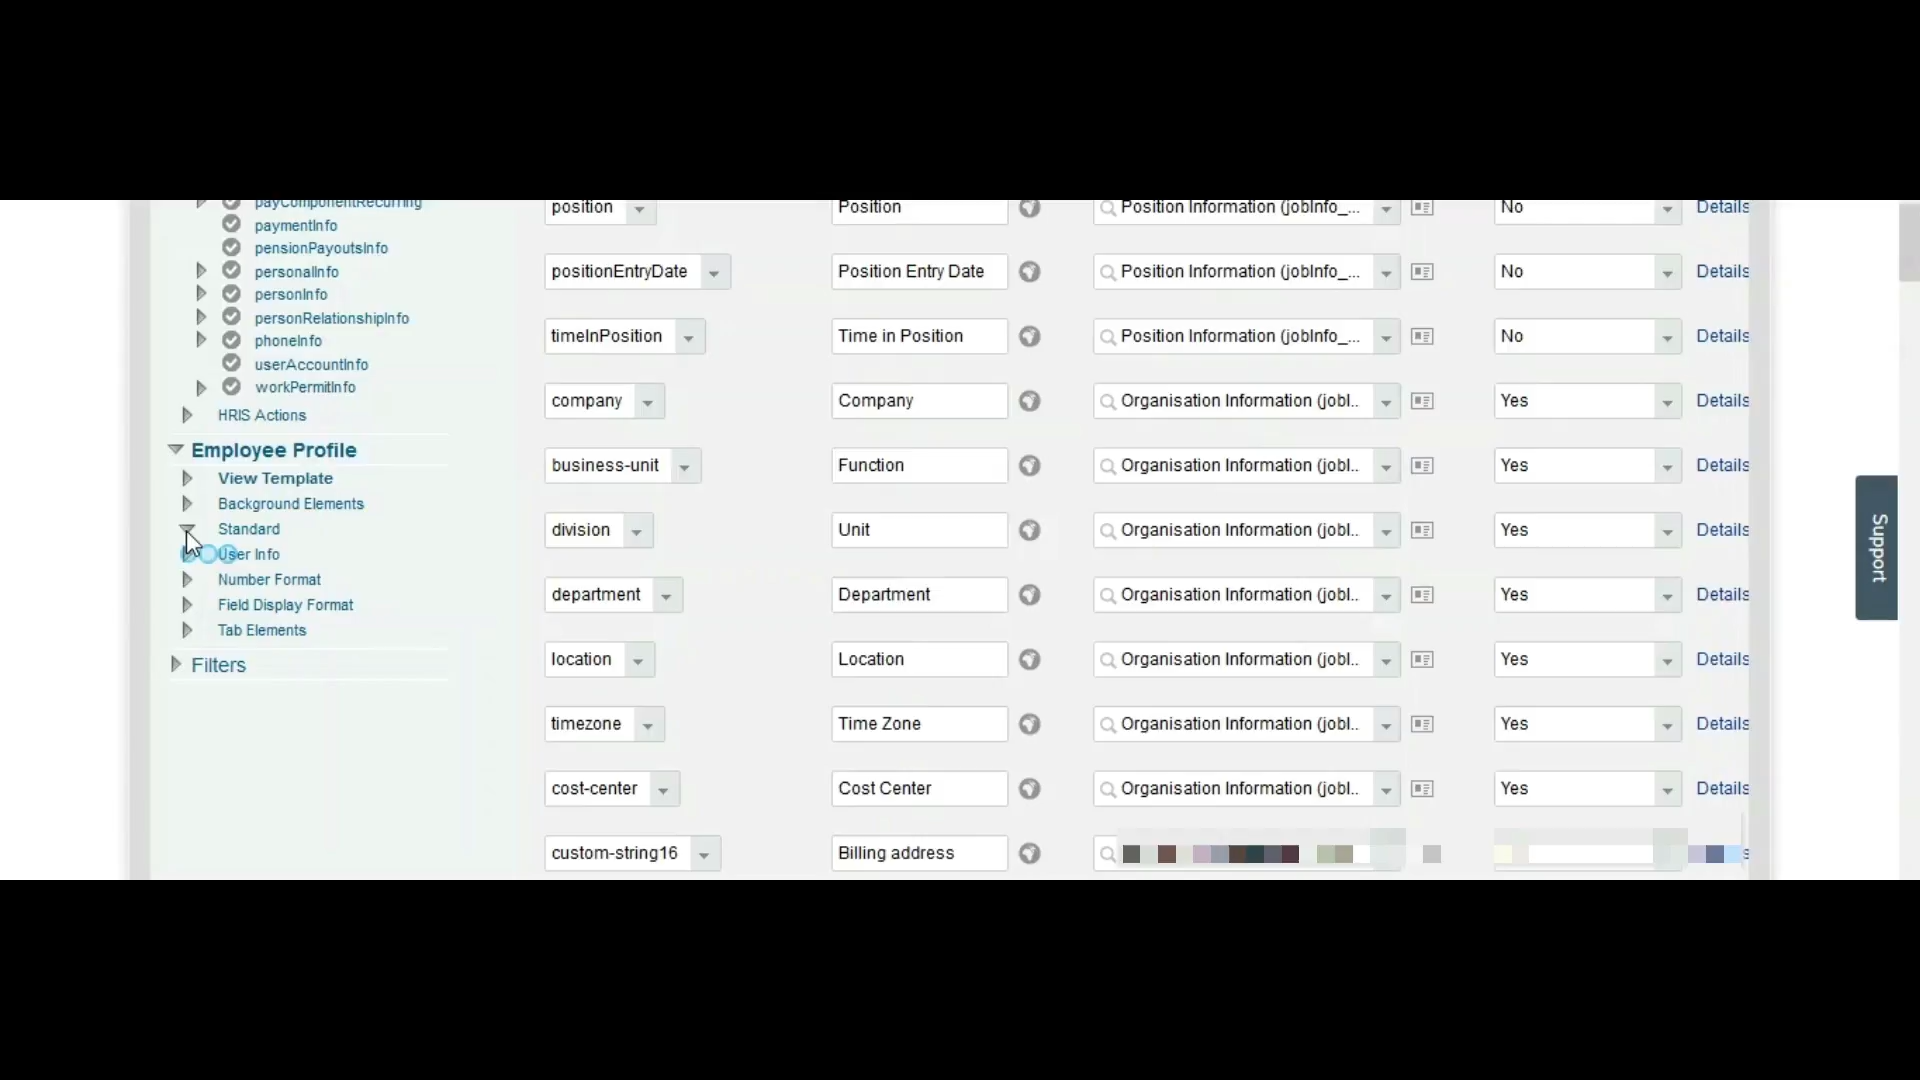 payComponentRecurring
paymentInfo
pensionPayoutsInfo
personalInfo
personInfo
personRelationshipInfo
phoneInfo
userAccountInfo
workPermitInfo
HRIS Actions
Employee Profile
View Template
Background Elements
Standard
User Info
Number Format
Field Display Format
Tab Elements
Filters
position Position Position Information (jobInfo_... No Details
positionEntryDate Position Entry Date Position Information (jobInfo_... No Details
timeInPosition Time in Position Position Information (jobInfo_... No Details
company Company Organisation Information (jobI.. Yes Details
business-unit Function Organisation Information (jobI.. Yes Details
division Unit Organisation Information (jobI.. Yes Details
department Department Organisation Information (jobI.. Yes Details
location Location Organisation Information (jobI.. Yes Details
timezone Time Zone Organisation Information (jobI.. Yes Details
cost-center Cost Center Organisation Information (jobI.. Yes Details
custom-string16 Billing address
Support